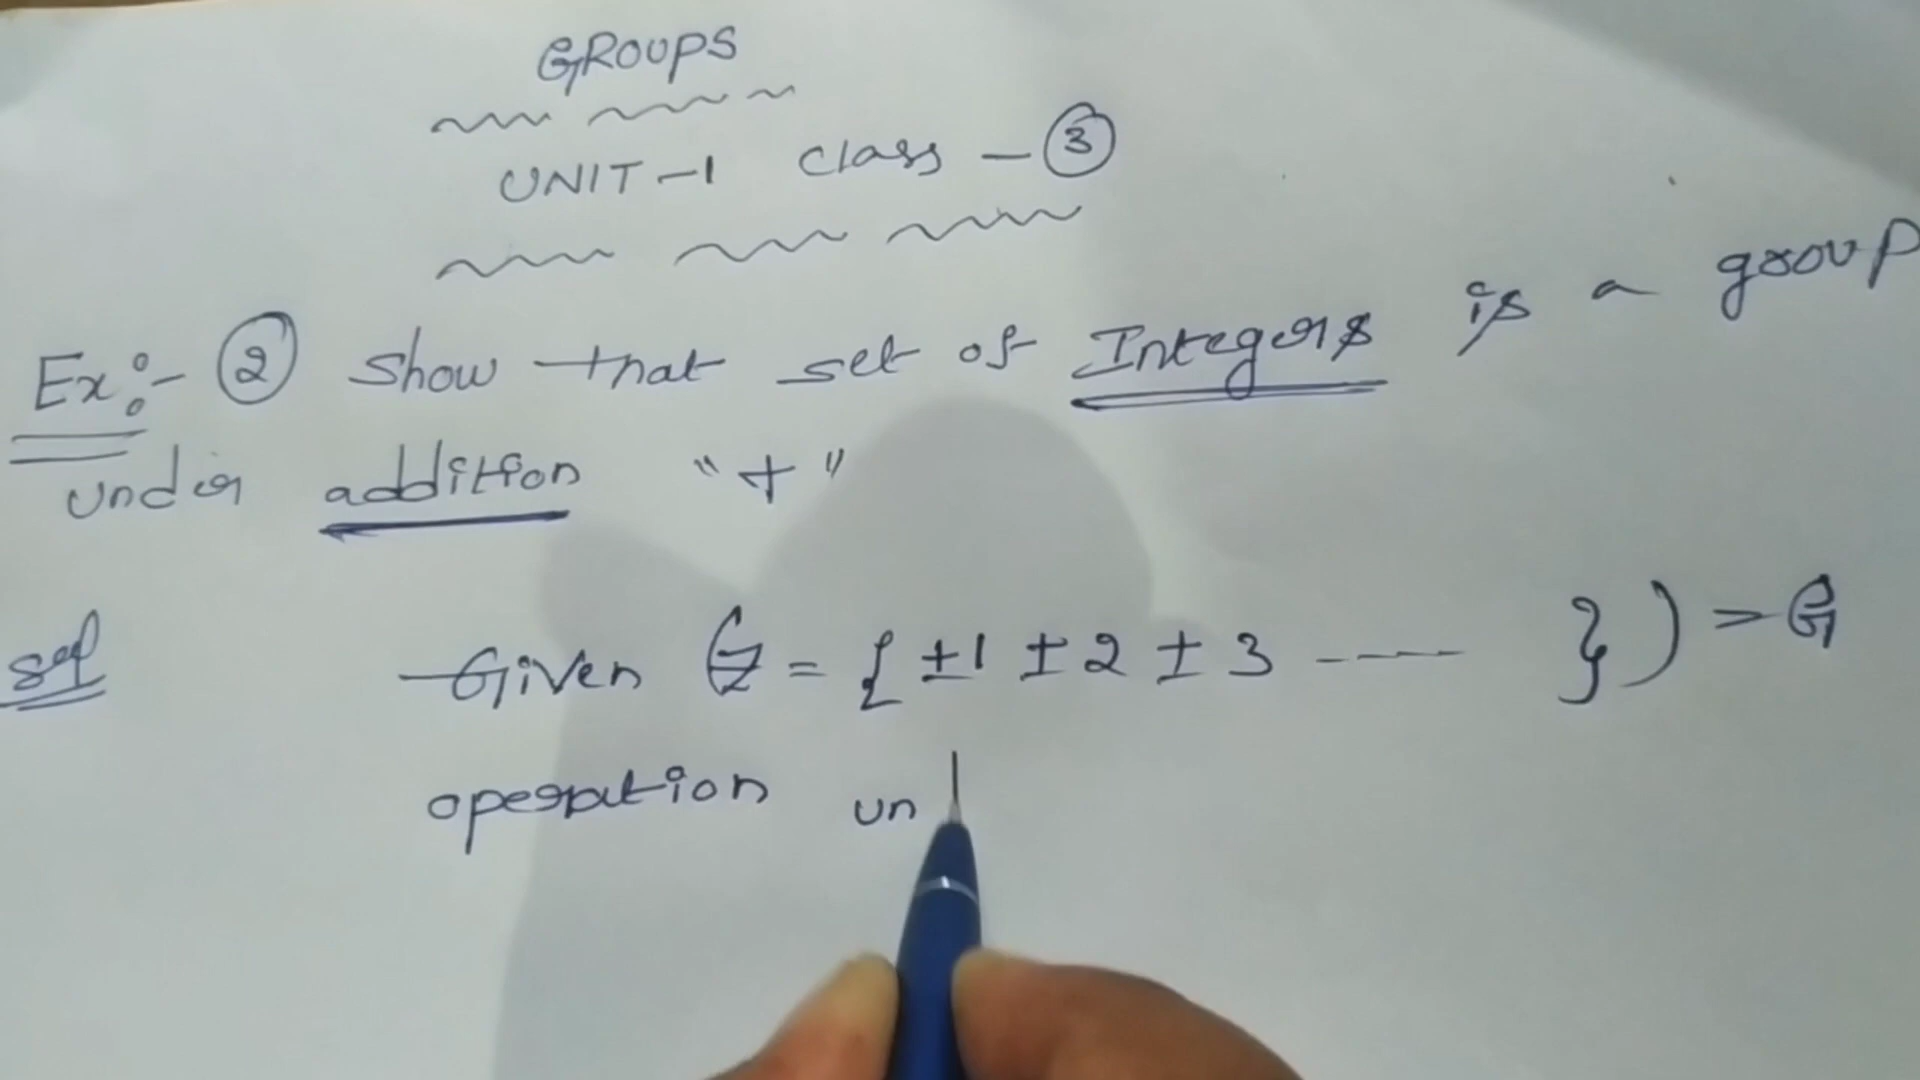 GROUPS
UNIT-1 Class - 3
Ex:- 2 Show that set of Integers is a group
under addition "+"
Sol Given G = { ±1 ±2 ±3 ---- } ) = G
operation un